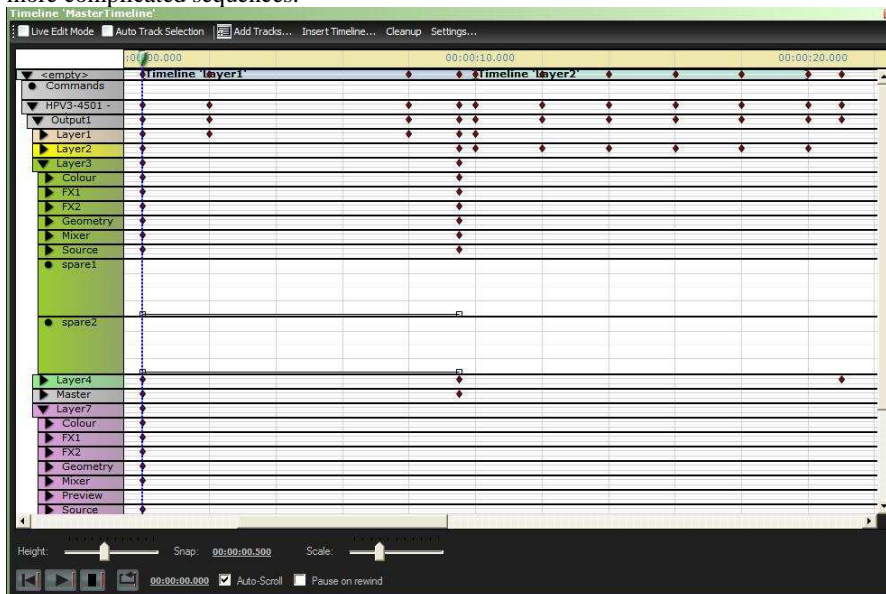 more complicated sequences.
Timeline 'MasterTimeline'
Live Edit Mode Auto Track Selection Add Tracks... Insert Timeline... Cleanup Settings...
00:00:10.000 00:00:20.000
<empty> Timeline 'Layer1' Timeline 'Layer2'
Commands
HPV3-4501 -
Output1
Layer1
Layer2
Layer3
Colour
FX1
FX2
Geometry
Mixer
Source
spare1
spare2
Layer4
Master
Layer7
Colour
FX1
FX2
Geometry
Mixer
Preview
Source
Height: Snap: 00:00:00.500 Scale:
00:00:00.000 Auto-Scroll Pause on rewind